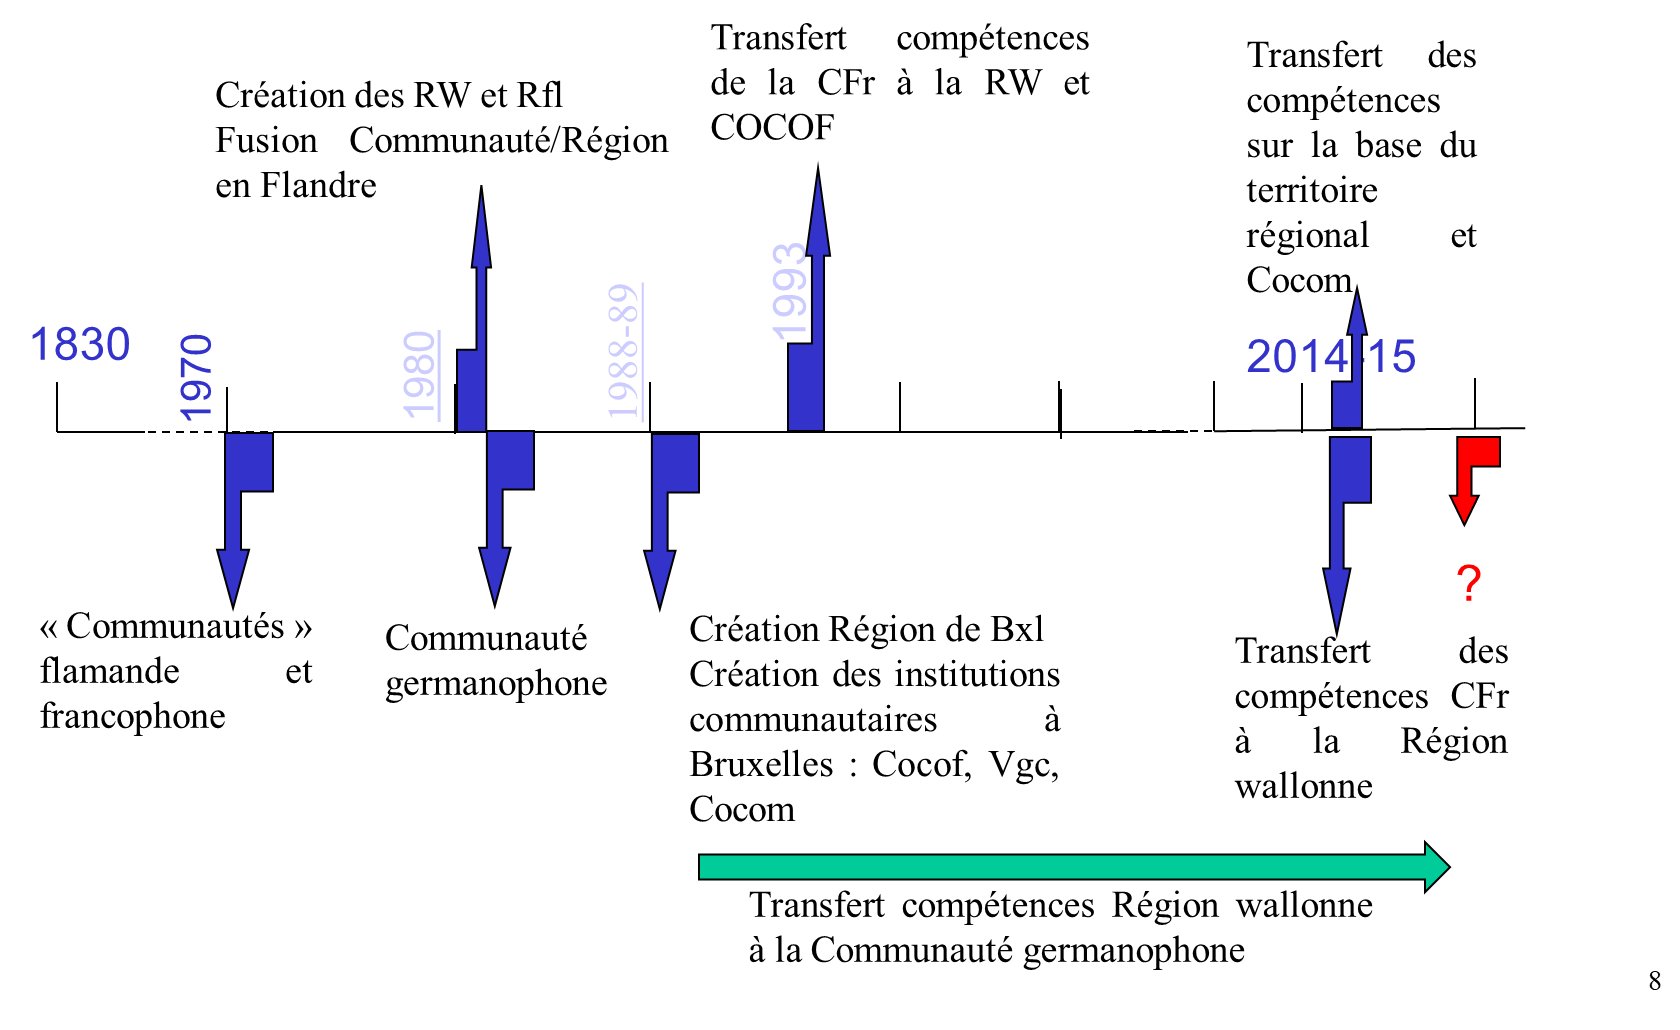 Création des RW et Rfl
Fusion Communauté/Région
en Flandre
Transfert compétences
de la CFr à la RW et
COCOF
Transfert des
compétences
sur la base du
territoire
régional et
Cocom
1830
1970
1980
1988-89
1993
2014-15
« Communautés »
flamande et
francophone
Communauté
germanophone
Création Région de Bxl
Création des institutions
communautaires à
Bruxelles : Cocof, Vgc,
Cocom
?
Transfert des
compétences CFr
à la Région
wallonne
Transfert compétences Région wallonne
à la Communauté germanophone
8